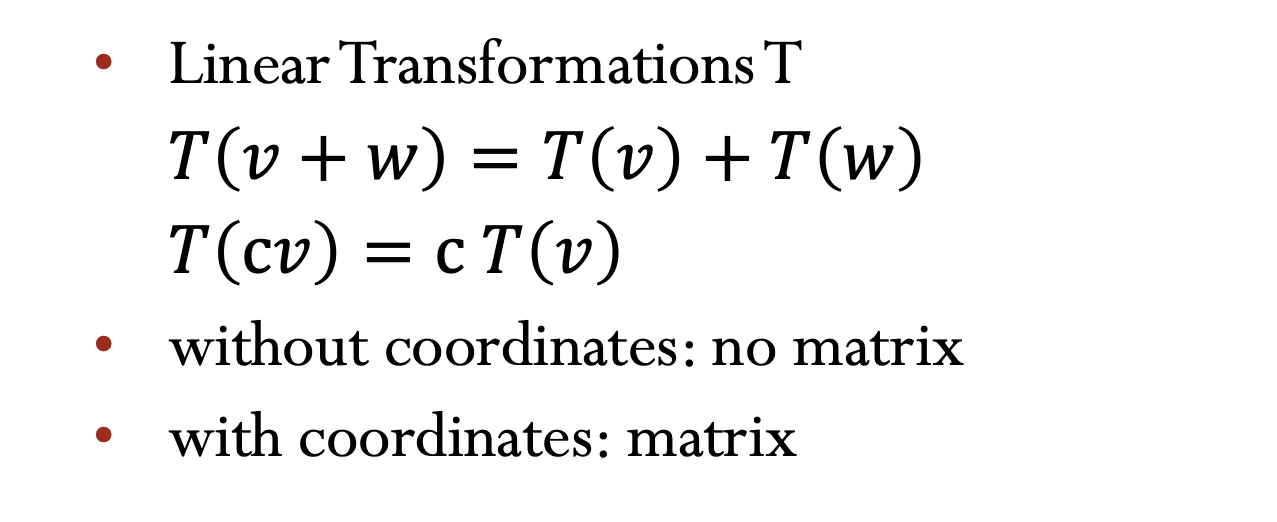 • Linear Transformations T
T(v + w) = T(v) + T(w)
T(cv) = c T(v)
• without coordinates: no matrix
• with coordinates: matrix